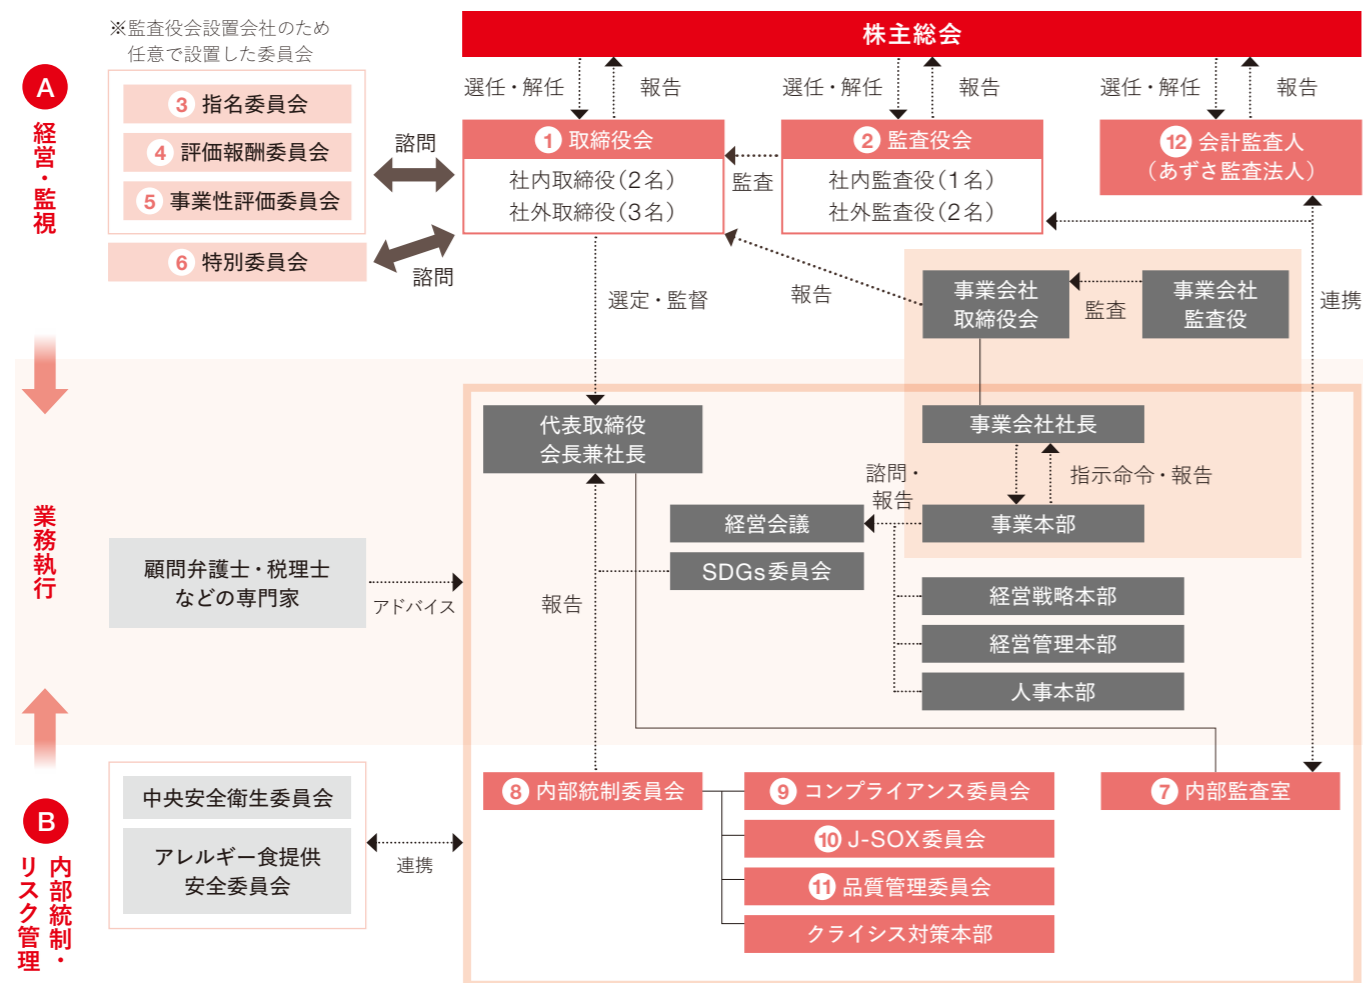 ※監査役会設置会社のため
任意で設置した委員会
株主総会
A
経営・監視
選任・解任
報告
選任・解任
報告
選任・解任
報告
3 指名委員会
4 評価報酬委員会
5 事業性評価委員会
6 特別委員会
諮問
諮問
1 取締役会
社内取締役(2名)
社外取締役(3名)
監査
2 監査役会
社内監査役(1名)
社外監査役(2名)
12 会計監査人
(あずさ監査法人)
選定・監督
報告
事業会社
取締役会
監査
事業会社
監査役
連携
業務執行
代表取締役
会長兼社長
事業会社社長
諮問・
報告
指示命令・報告
経営会議
事業本部
SDGs委員会
顧問弁護士・税理士
などの専門家
アドバイス
報告
経営戦略本部
経営管理本部
人事本部
B
内部統制・
リスク管理
中央安全衛生委員会
アレルギー食提供
安全委員会
連携
8 内部統制委員会
9 コンプライアンス委員会
10 J-SOX委員会
11 品質管理委員会
クライシス対策本部
7 内部監査室